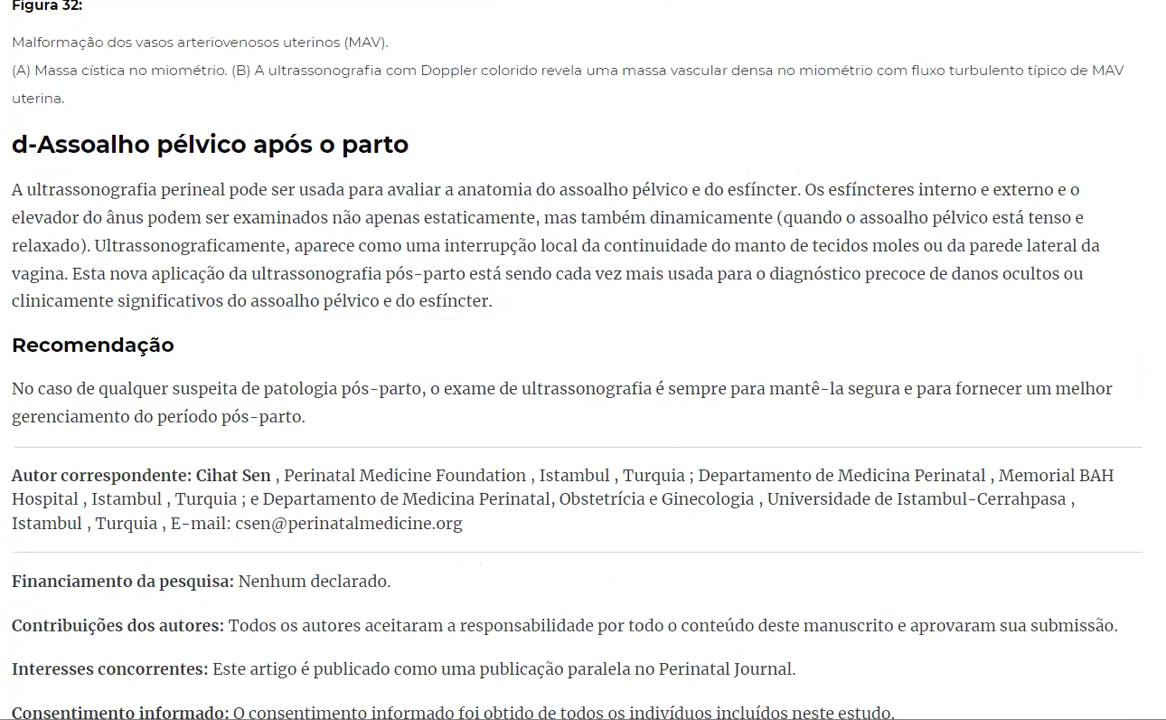 Figura 32:
Malformação dos vasos arteriovenosos uterinos (MAV).
(A) Massa cística no miométrio. (B) A ultrassonografia com Doppler colorido revela uma massa vascular densa no miométrio com fluxo turbulento típico de MAV
uterina.
d-Assoalho pélvico após o parto
A ultrassonografia perineal pode ser usada para avaliar a anatomia do assoalho pélvico e do esfíncter. Os esfíncteres interno e externo e o
elevador do ânus podem ser examinados não apenas estaticamente, mas também dinamicamente (quando o assoalho pélvico está tenso e
relaxado). Ultrassonograficamente, aparece como uma interrupção local da continuidade do manto de tecidos moles ou da parede lateral da
vagina. Esta nova aplicação da ultrassonografia pós-parto está sendo cada vez mais usada para o diagnóstico precoce de danos ocultos ou
clinicamente significativos do assoalho pélvico e do esfíncter.
Recomendação
No caso de qualquer suspeita de patologia pós-parto, o exame de ultrassonografia é sempre para mantê-la segura e para fornecer um melhor
gerenciamento do período pós-parto.
Autor correspondente: Cihat Sen , Perinatal Medicine Foundation , Istambul , Turquia ; Departamento de Medicina Perinatal , Memorial BAH
Hospital , Istambul , Turquia ; e Departamento de Medicina Perinatal, Obstetrícia e Ginecologia , Universidade de Istambul-Cerrahpasa ,
Istambul , Turquia , E-mail: csen@perinatalmedicine.org
Financiamento da pesquisa: Nenhum declarado.
Contribuições dos autores: Todos os autores aceitaram a responsabilidade por todo o conteúdo deste manuscrito e aprovaram sua submissão.
Interesses concorrentes: Este artigo é publicado como uma publicação paralela no Perinatal Journal.
Consentimento informado: O consentimento informado foi obtido de todos os indivíduos incluídos neste estudo.